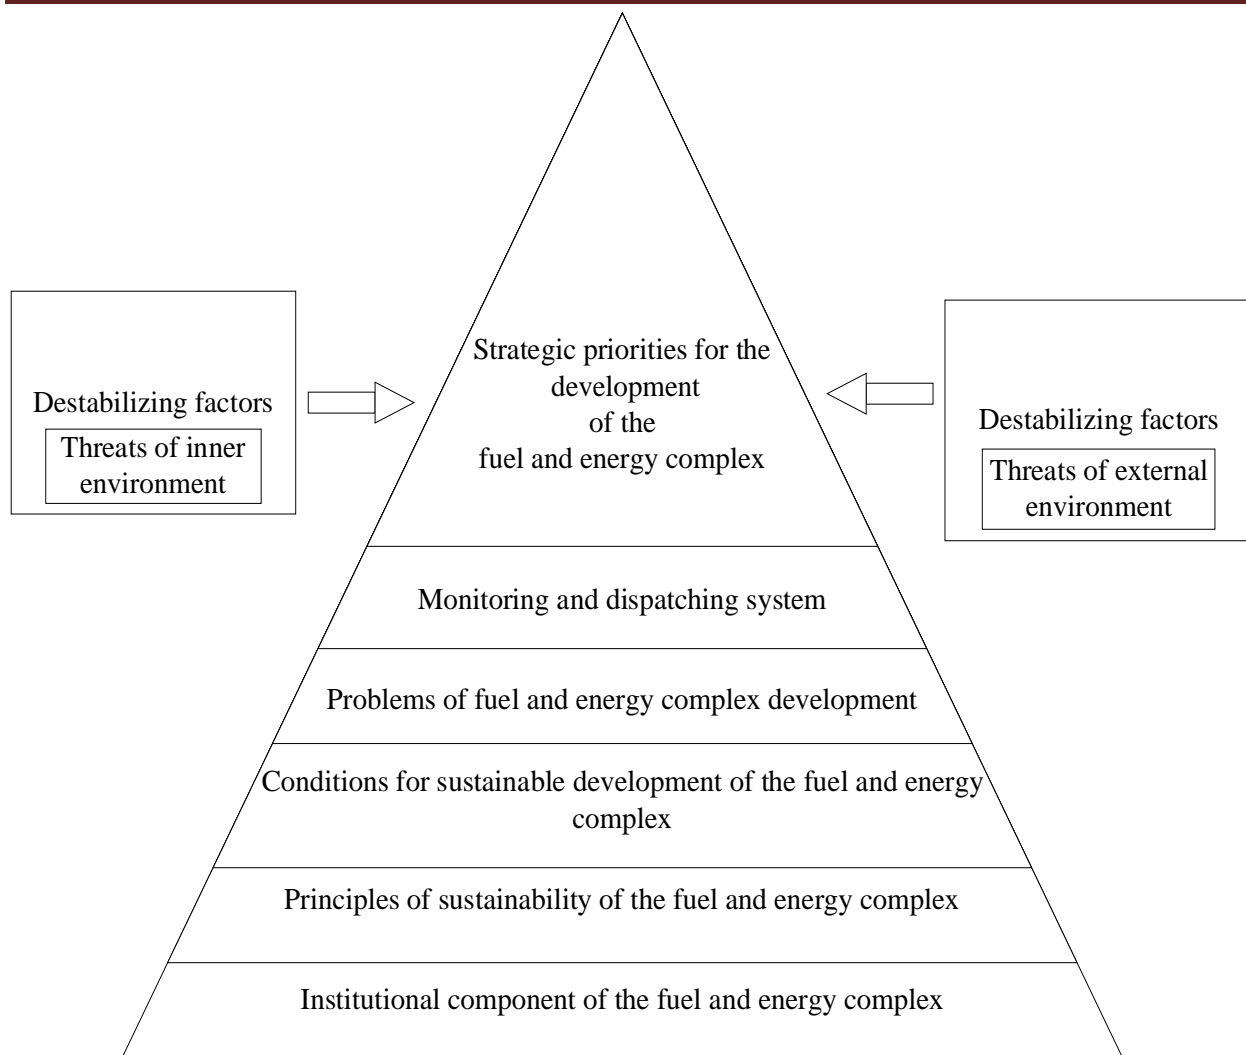 Strategic priorities for the
development
of the
fuel and energy complex
Destabilizing factors
Threats of inner
environment
Destabilizing factors
Threats of external
environment
Monitoring and dispatching system
Problems of fuel and energy complex development
Conditions for sustainable development of the fuel and energy
complex
Principles of sustainability of the fuel and energy complex
Institutional component of the fuel and energy complex